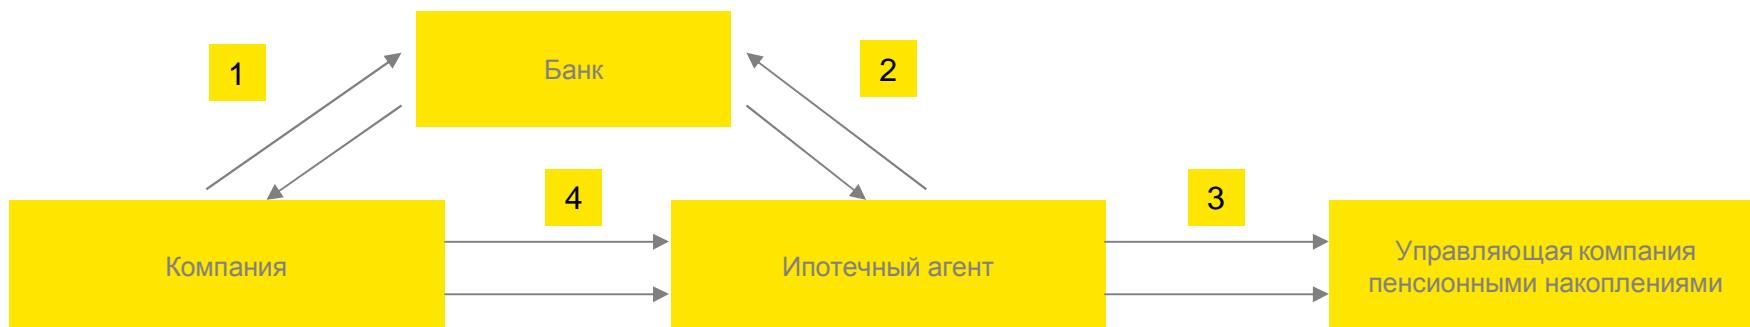 1
Банк
2
4
3
Компания
Ипотечный агент
Управляющая компания
пенсионными накоплениями